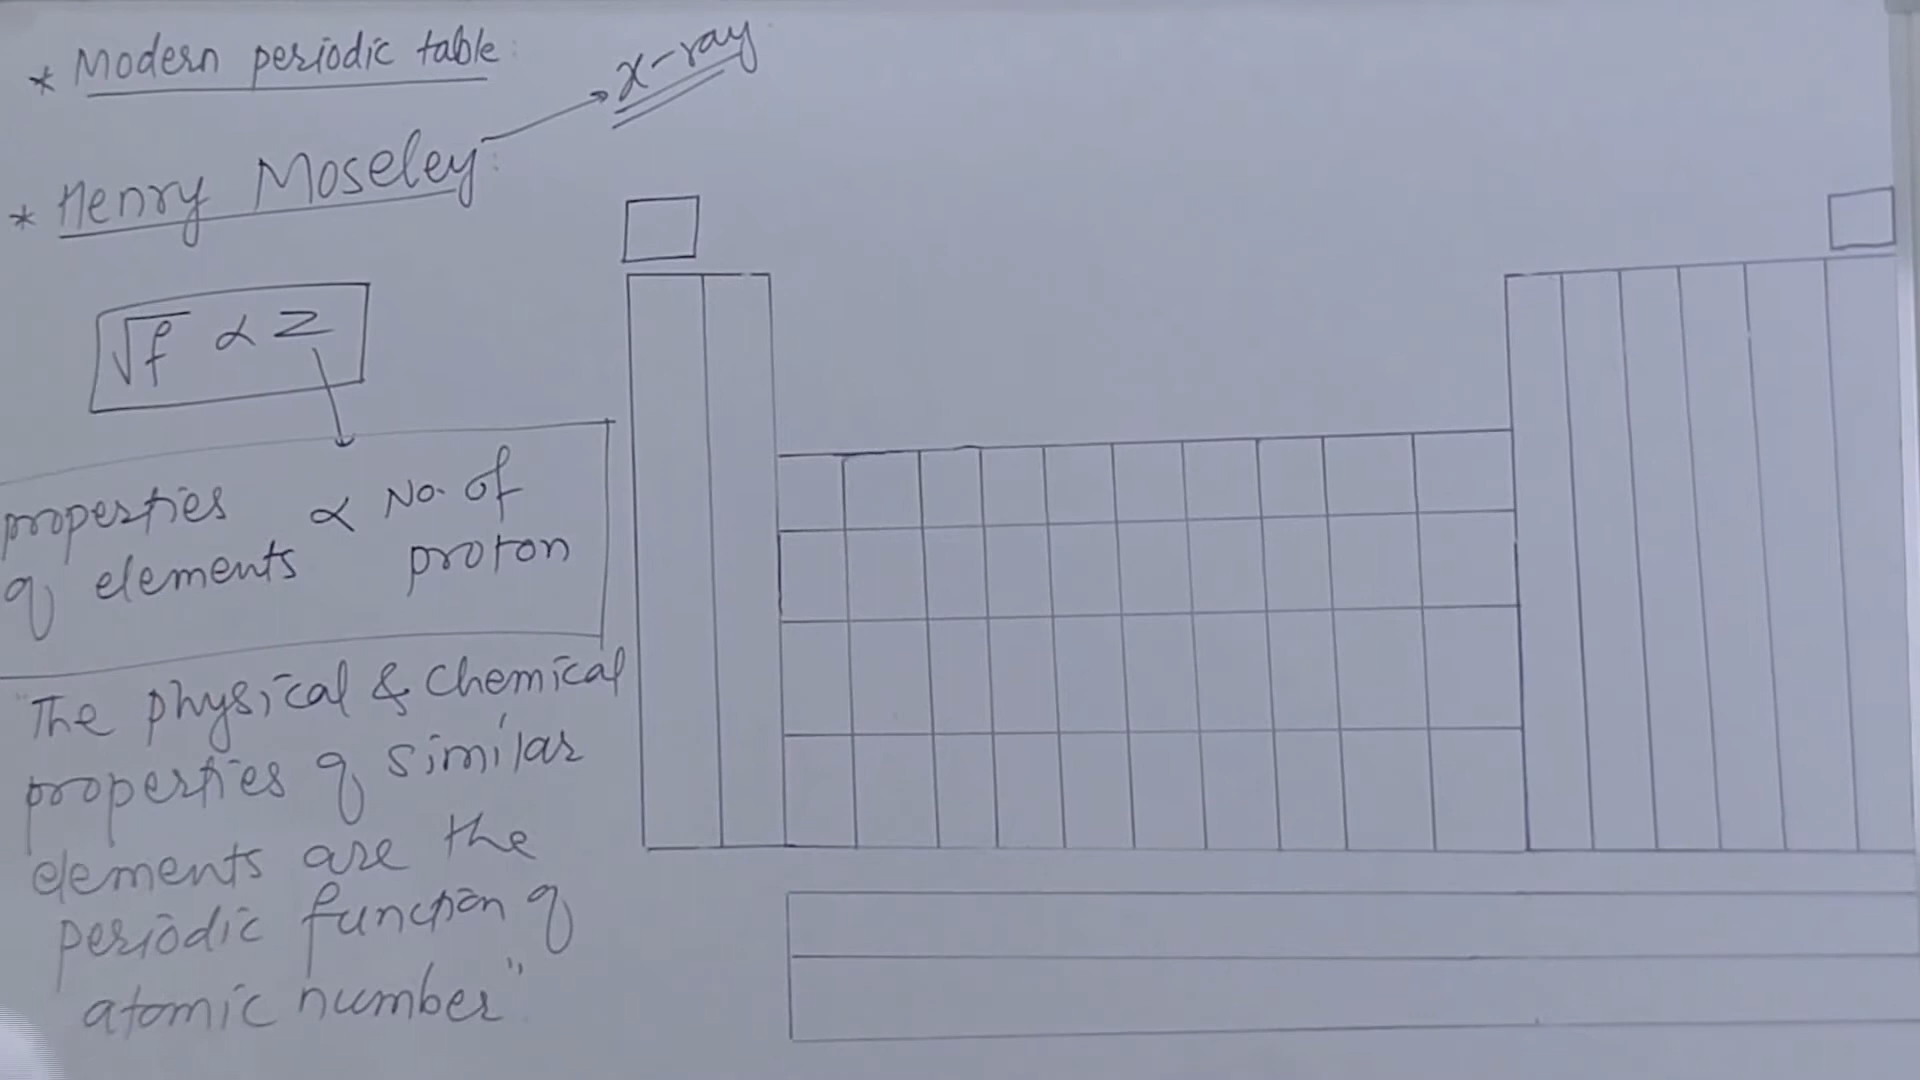 * Modern periodic table:
* Henry Moseley: → x-ray
√f ∝ Z
properties ∝ No. of
of elements proton
"The physical & chemical
properties of similar
elements are the
periodic function of
atomic number"